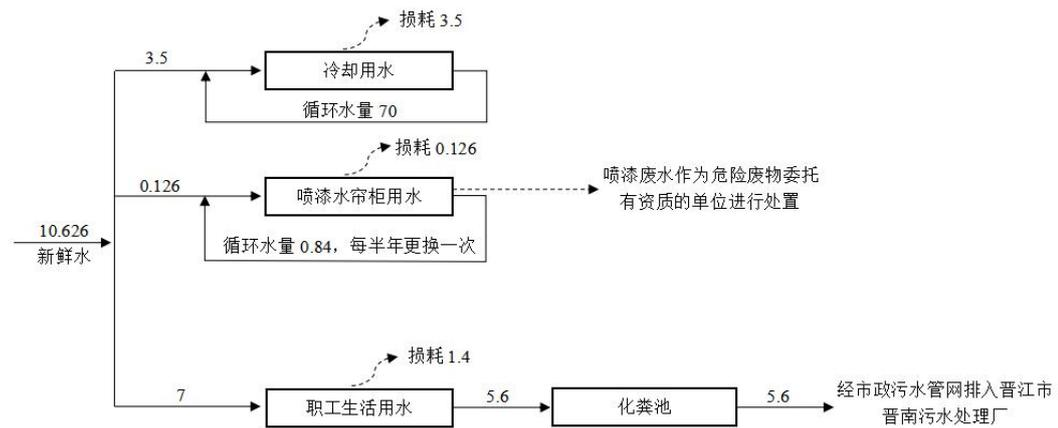 损耗 3.5
3.5
冷却用水
循环水量 70
损耗 0.126
0.126
喷漆水帘柜用水
喷漆废水作为危险废物委托
有资质的单位进行处置
10.626
新鲜水
循环水量 0.84，每半年更换一次
损耗 1.4
7
职工生活用水
5.6
化粪池
5.6
经市政污水管网排入晋江市
晋南污水处理厂